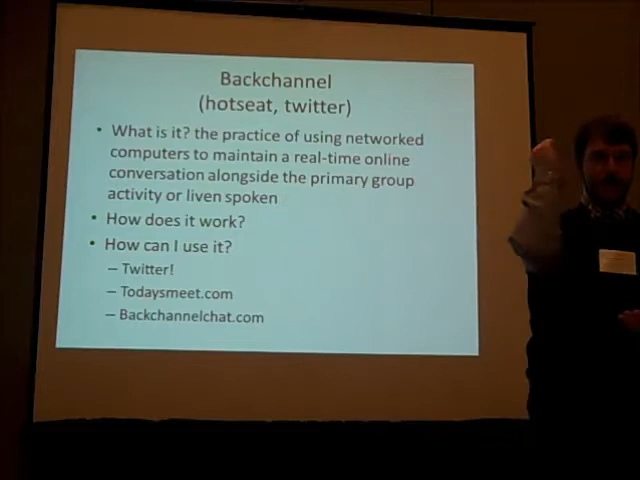 Backchannel
(hotseat, twitter)
• What is it? the practice of using networked
computers to maintain a real-time online
conversation alongside the primary group
activity or liven spoken
• How does it work?
• How can I use it?
– Twitter!
– Todaysmeet.com
– Backchannelchat.com